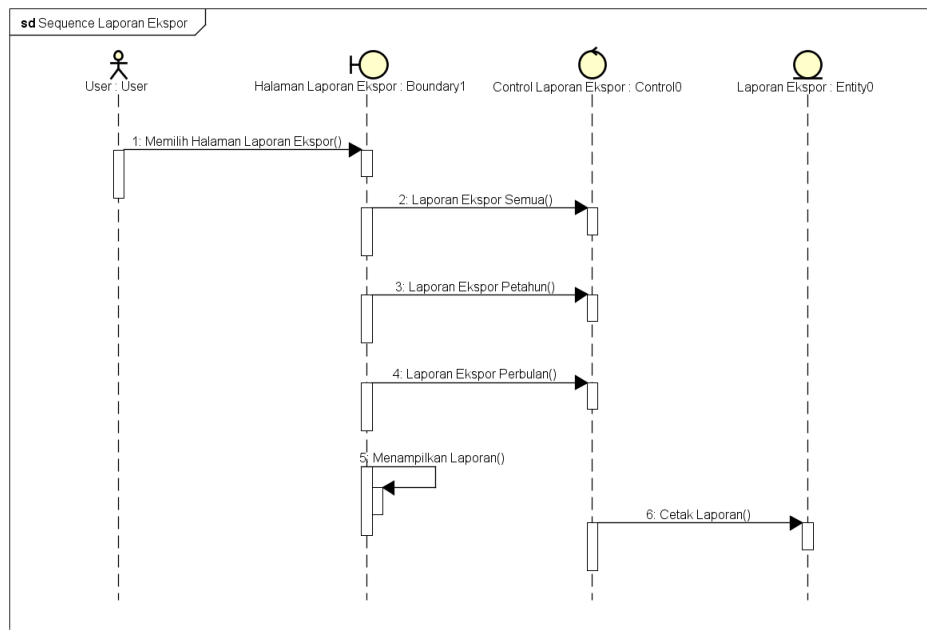 sd Sequence Laporan Ekspor
User : User
Halaman Laporan Ekspor : Boundary1
Control Laporan Ekspor : Control0
Laporan Ekspor : Entity0
1: Memilih Halaman Laporan Ekspor()
2: Laporan Ekspor Semua()
3: Laporan Ekspor Petahun()
4: Laporan Ekspor Perbulan()
5: Menampilkan Laporan()
6: Cetak Laporan()